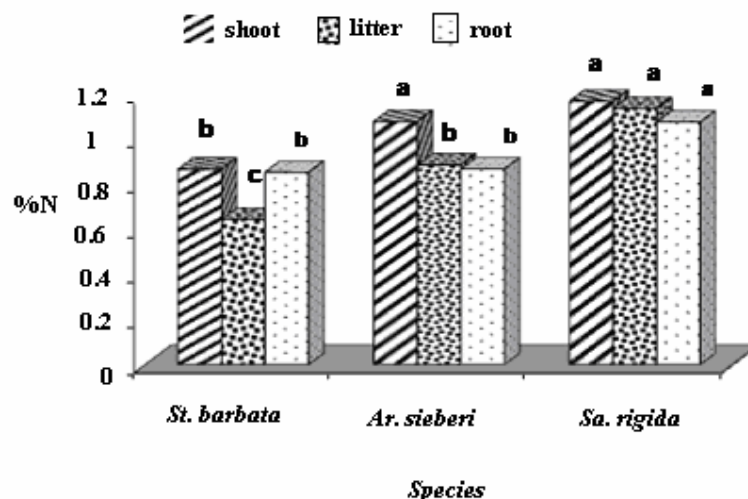 shoot litter root
a a
a a
1.2
b b
b b
1
c
%N 0.8
0.6
0.4
0.2
0
St. barbata Ar. sieberi Sa. rigida
Species